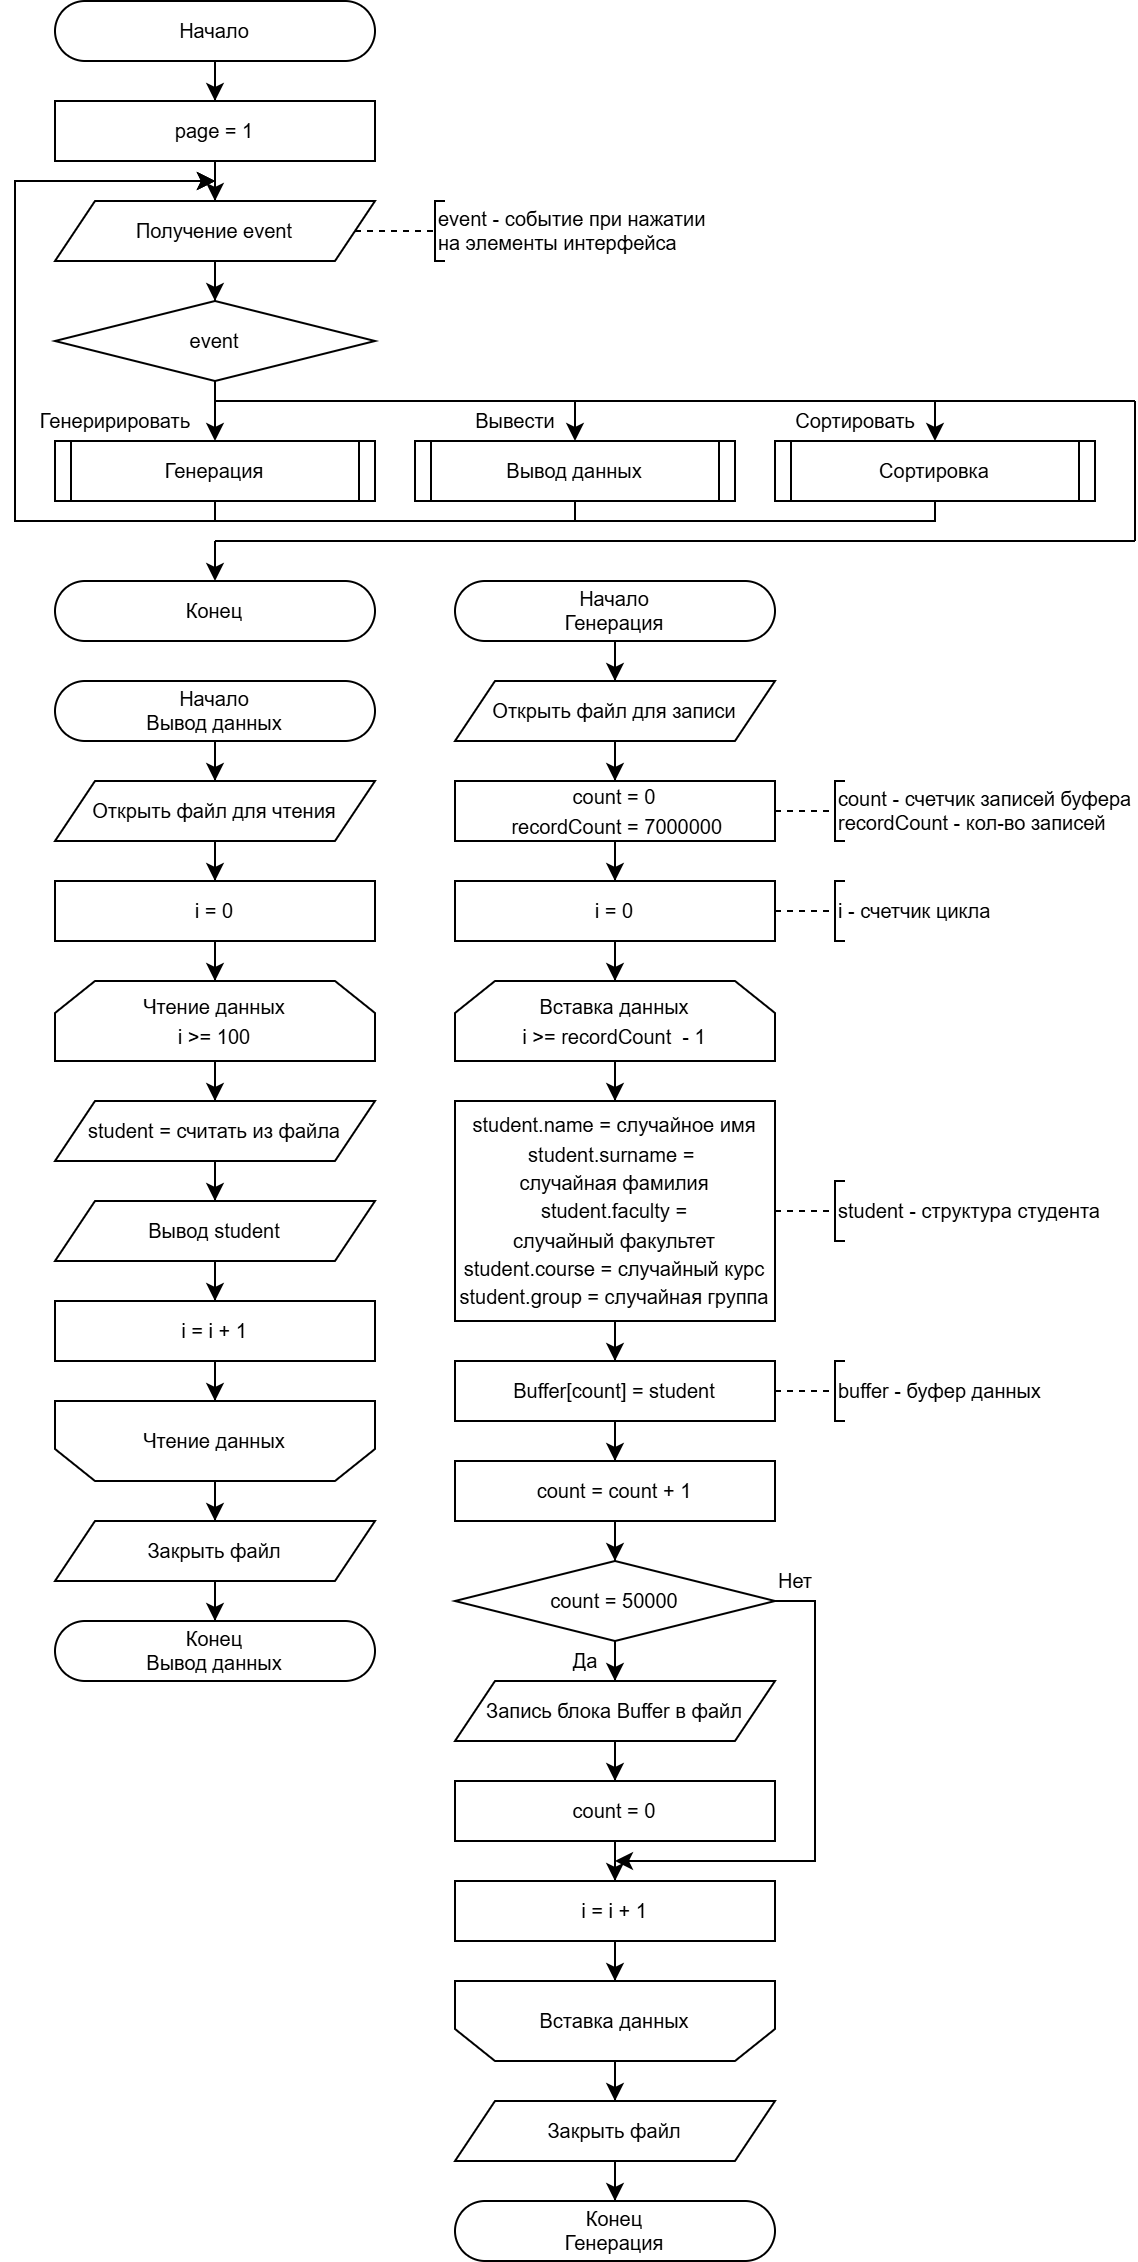 Начало
page = 1
Получение event
event - событие при нажатии
на элементы интерфейса
event
Генеририровать
Вывести
Сортировать
Генерация
Вывод данных
Сортировка
Конец
Начало
Вывод данных
Открыть файл для чтения
i = 0
Чтение данных
i >= 100
student = считать из файла
Вывод student
i = i + 1
Чтение данных
Закрыть файл
Конец
Вывод данных
Начало
Генерация
Открыть файл для записи
count = 0
recordCount = 7000000
count - счетчик записей буфера
recordCount - кол-во записей
i = 0
i - счетчик цикла
Вставка данных
i >= recordCount  - 1
student.name = случайное имя
student.surname =
случайная фамилия
student.faculty =
случайный факультет
student.course = случайный курс
student.group = случайная группа
student - структура студента
Buffer[count] = student
buffer - буфер данных
count = count + 1
count = 50000
Нет
Да
Запись блока Buffer в файл
count = 0
i = i + 1
Вставка данных
Закрыть файл
Конец
Генерация